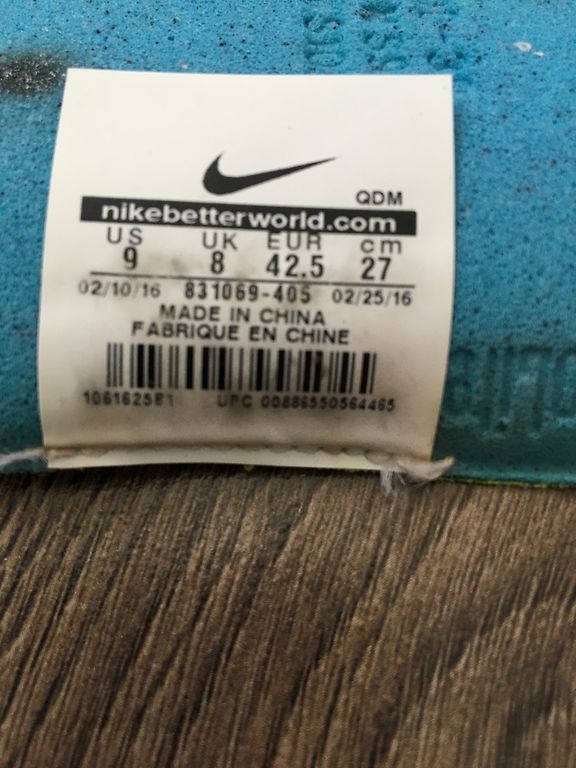 QDM
nikebetterworld.com
US UK EUR cm
9 8 42.5 27
02/10/16 831069-405 02/25/16
MADE IN CHINA
FABRIQUE EN CHINE
106162561 UPC 00886550564465